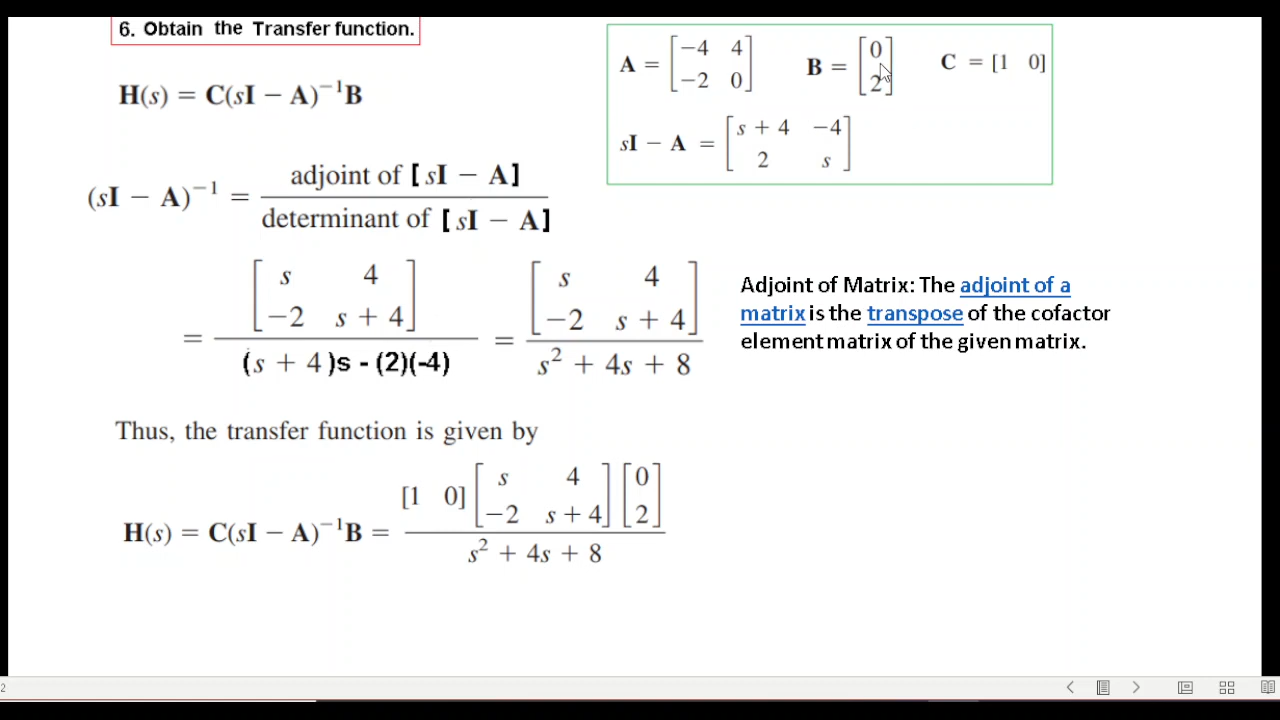 6. Obtain the Transfer function.
H(s) = C(sI − A)⁻¹B
A = [−4 4
−2 0]
B = [0
2]
C = [1 0]
sI − A = [s + 4 −4
2 s]
(sI − A)⁻¹ = adjoint of [sI − A]
determinant of [sI − A]
= [s 4
−2 s + 4]
(s + 4)s - (2)(-4)
= [s 4
−2 s + 4]
s² + 4s + 8
Adjoint of Matrix: The adjoint of a
matrix is the transpose of the cofactor
element matrix of the given matrix.
Thus, the transfer function is given by
H(s) = C(sI − A)⁻¹B = [1 0] [s 4
−2 s + 4] [0
2]
s² + 4s + 8
2